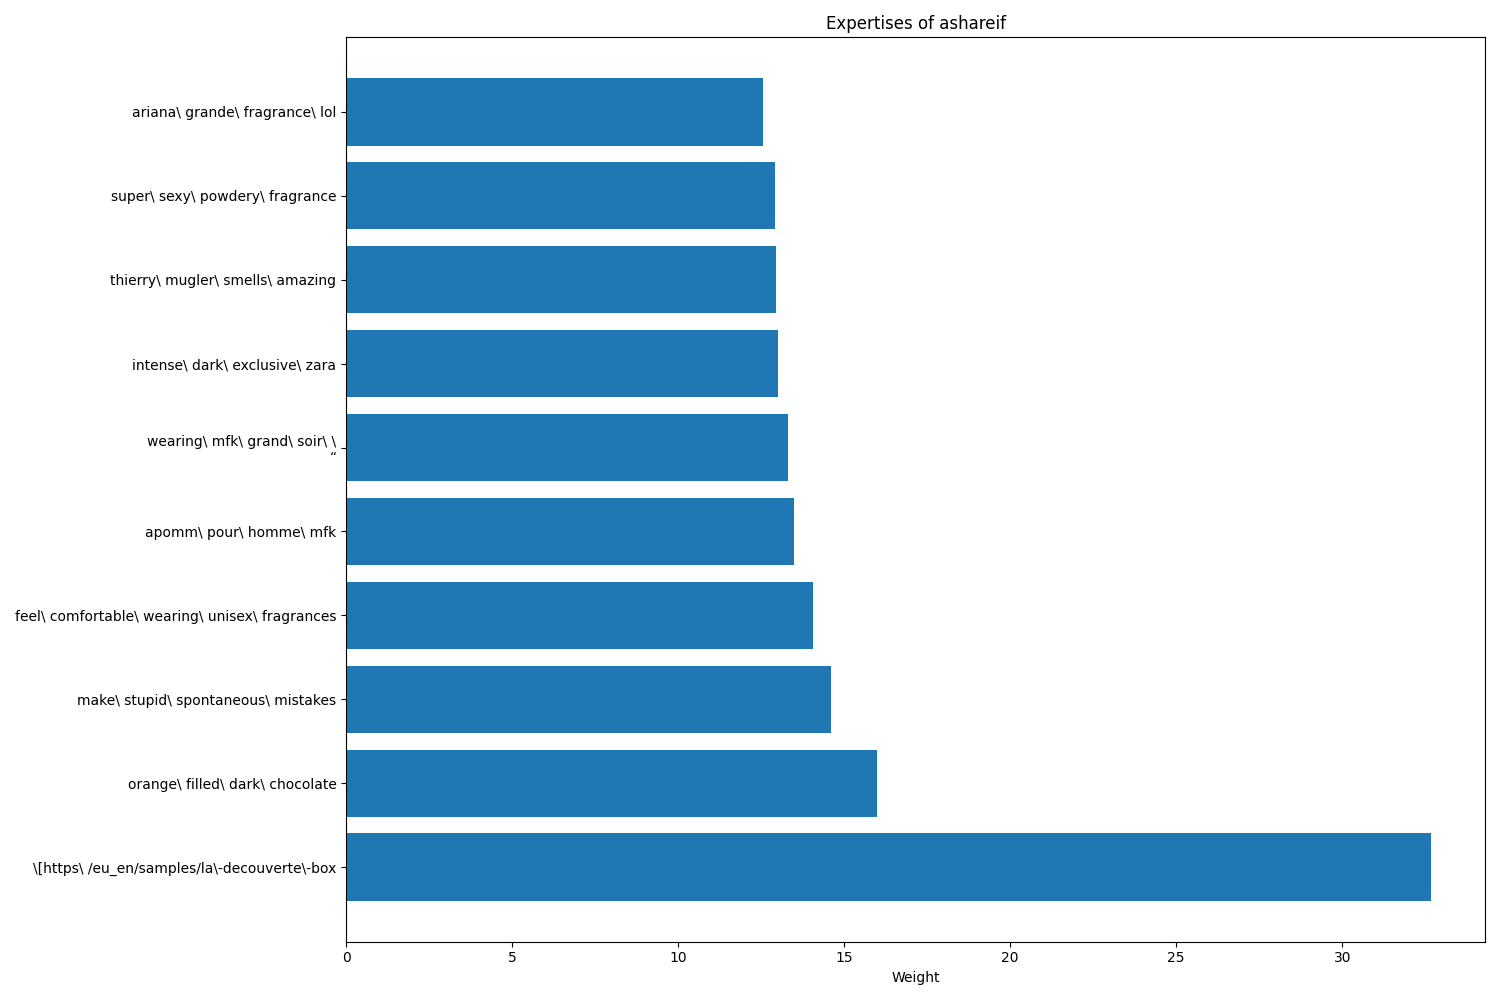 Expertises of ashareif
ariana\ grande\ fragrance\ lol
super\ sexy\ powdery\ fragrance
thierry\ mugler\ smells\ amazing
intense\ dark\ exclusive\ zara
wearing\ mfk\ grand\ soir\ \
“
apomm\ pour\ homme\ mfk
feel\ comfortable\ wearing\ unisex\ fragrances
make\ stupid\ spontaneous\ mistakes
orange\ filled\ dark\ chocolate
\[https\ /eu_en/samples/la\-decouverte\-box
0 5 10 15 20 25 30
Weight